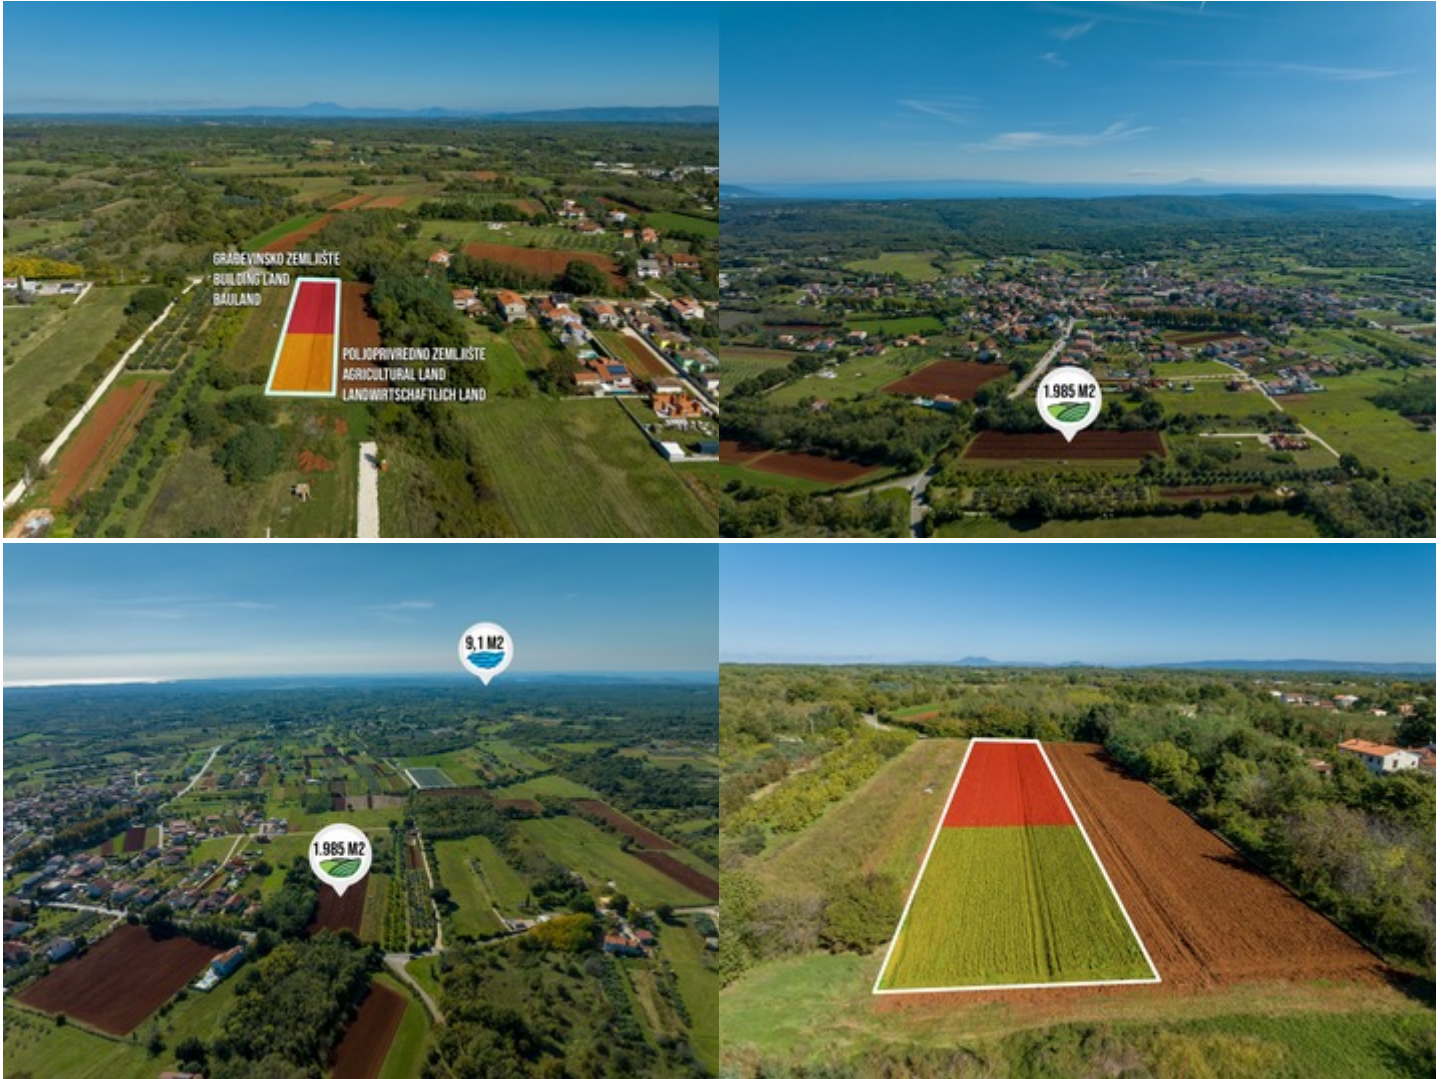 GRAĐEVINSKO ZEMLJIŠTE
BUILDING LAND
BAULAND
POLJOPRIVREDNO ZEMLJIŠTE
AGRICULTURAL LAND
LANDWIRTSCHAFTLICH LAND
1.985 M2
9,1 M2
1.985 M2